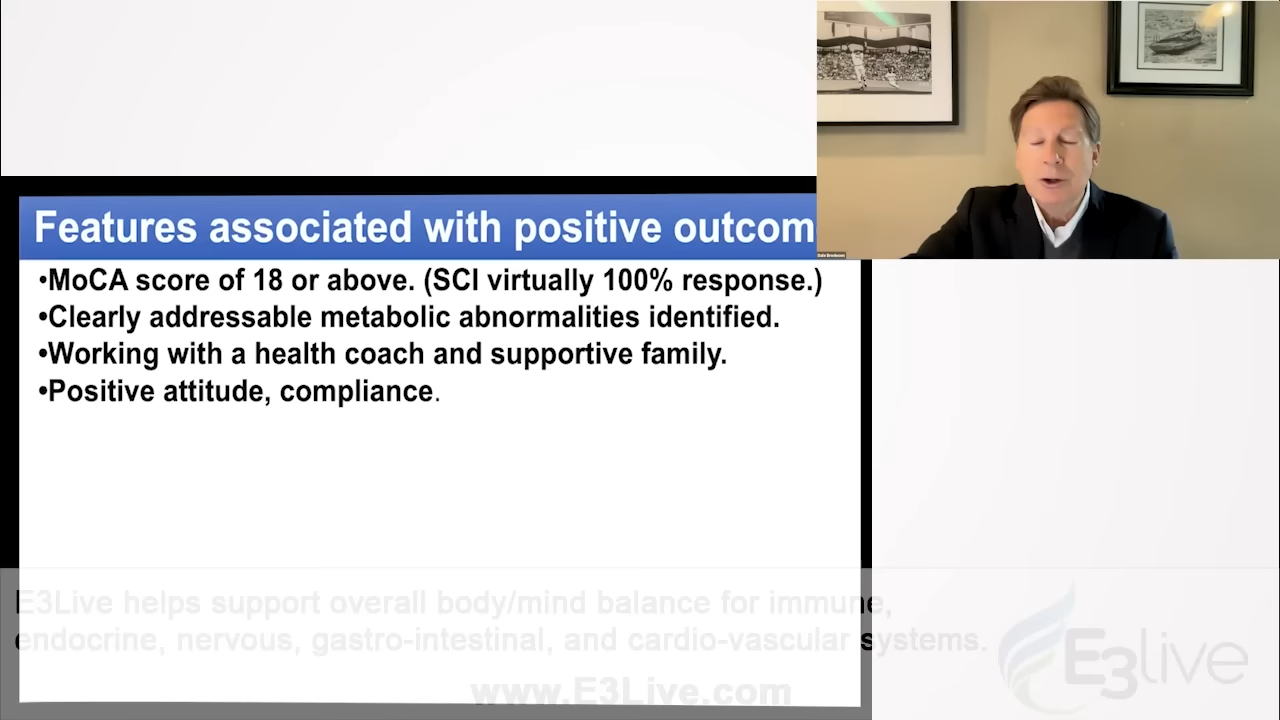 Features associated with positive outcom
•MoCA score of 18 or above. (SCI virtually 100% response.)
•Clearly addressable metabolic abnormalities identified.
•Working with a health coach and supportive family.
•Positive attitude, compliance.
Dale Bredesen
E3Live helps support overall body/mind balance for immune,
endocrine, nervous, gastro-intestinal, and cardio-vascular systems.
www.E3Live.com
E3live